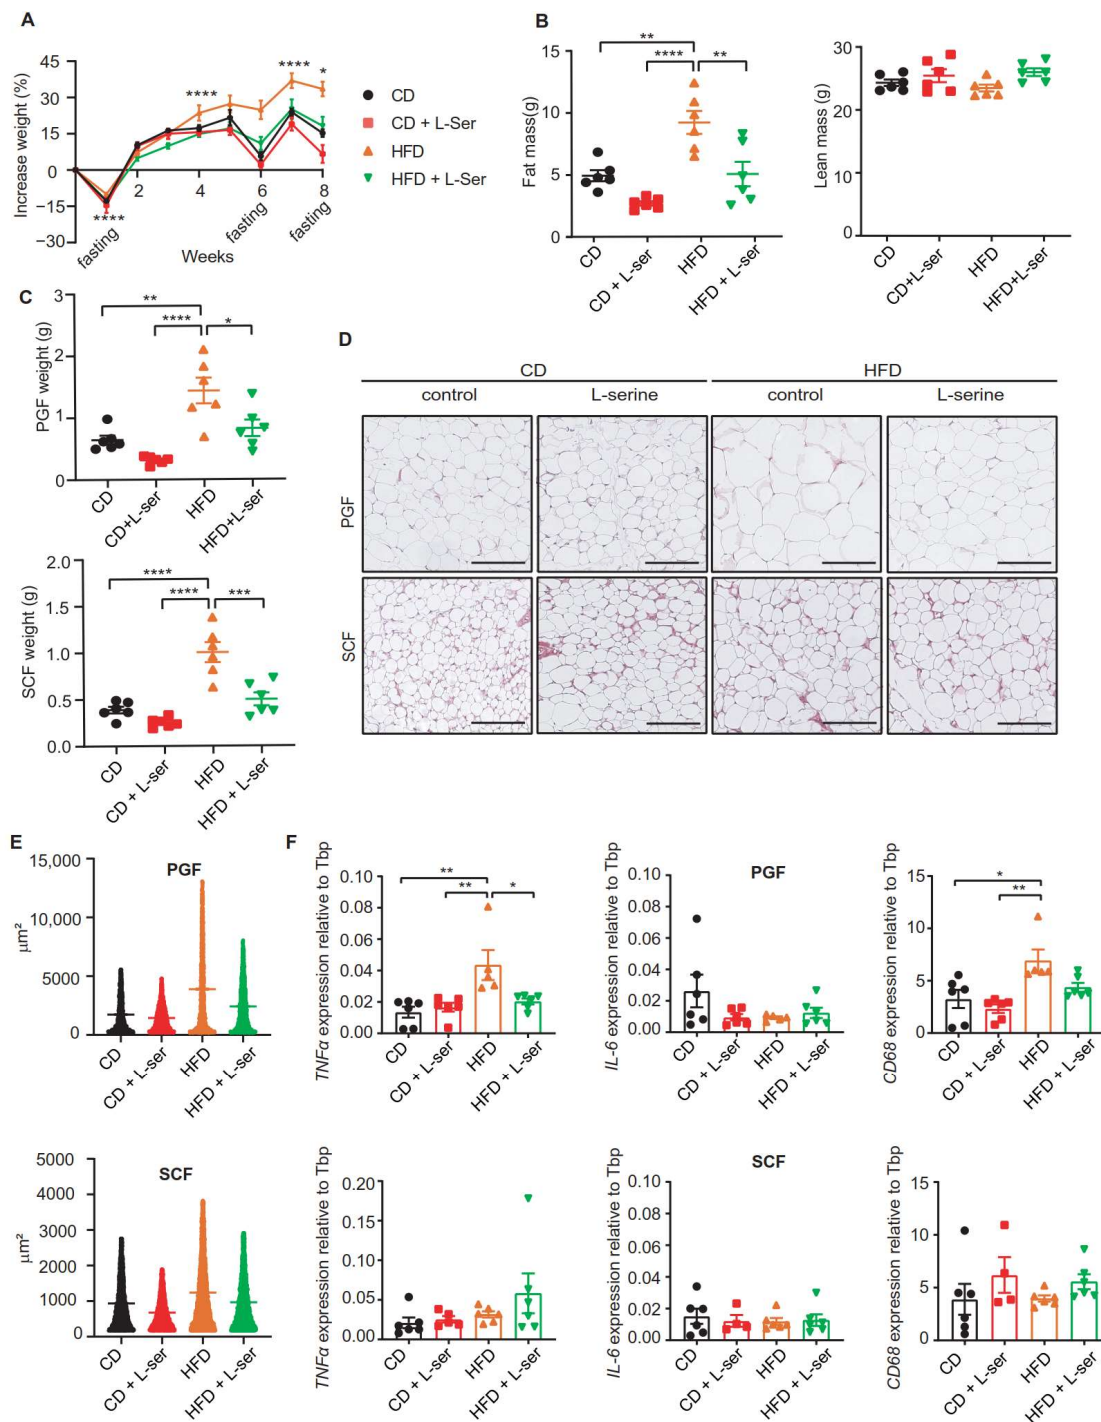 A
Increase weight (%)
45
30
15
0
−15
−30
****
****
****
*
2
4
6
8
fasting
fasting
fasting
Weeks
CD
CD + L-Ser
HFD
HFD + L-Ser
B
Fat mass(g)
15
10
5
0
**
****
**
CD
CD + L-ser
HFD
HFD + L-ser
Lean mass (g)
30
20
10
0
CD
CD+L-ser
HFD
HFD+L-ser
C
PGF weight (g)
3
2
1
0
**
****
*
CD
CD+L-ser
HFD
HFD+L-ser
SCF weight (g)
2.0
1.5
1.0
0.5
0.0
****
****
***
CD
CD + L-ser
HFD
HFD + L-ser
D
CD
HFD
control
L-serine
control
L-serine
PGF
SCF
E
PGF
µm²
15,000
10,000
5000
0
CD
CD + L-ser
HFD
HFD + L-ser
SCF
µm²
5000
4000
3000
2000
1000
0
CD
CD + L-ser
HFD
HFD + L-ser
F
TNFα expression relative to Tbp
0.10
0.08
0.06
0.04
0.02
0.00
**
**
*
CD
CD + L-ser
HFD
HFD + L-ser
PGF
IL-6 expression relative to Tbp
0.10
0.08
0.06
0.04
0.02
0.00
CD
CD + L-ser
HFD
HFD + L-ser
CD68 expression relative to Tbp
15
10
5
0
*
**
CD
CD + L-ser
HFD
HFD + L-ser
TNFα expression relative to Tbp
0.20
0.15
0.10
0.05
0.00
CD
CD + L-ser
HFD
HFD + L-ser
SCF
IL-6 expression relative to Tbp
0.10
0.08
0.06
0.04
0.02
0.00
CD
CD + L-ser
HFD
HFD + L-ser
CD68 expression relative to Tbp
15
10
5
0
CD
CD + L-ser
HFD
HFD + L-ser